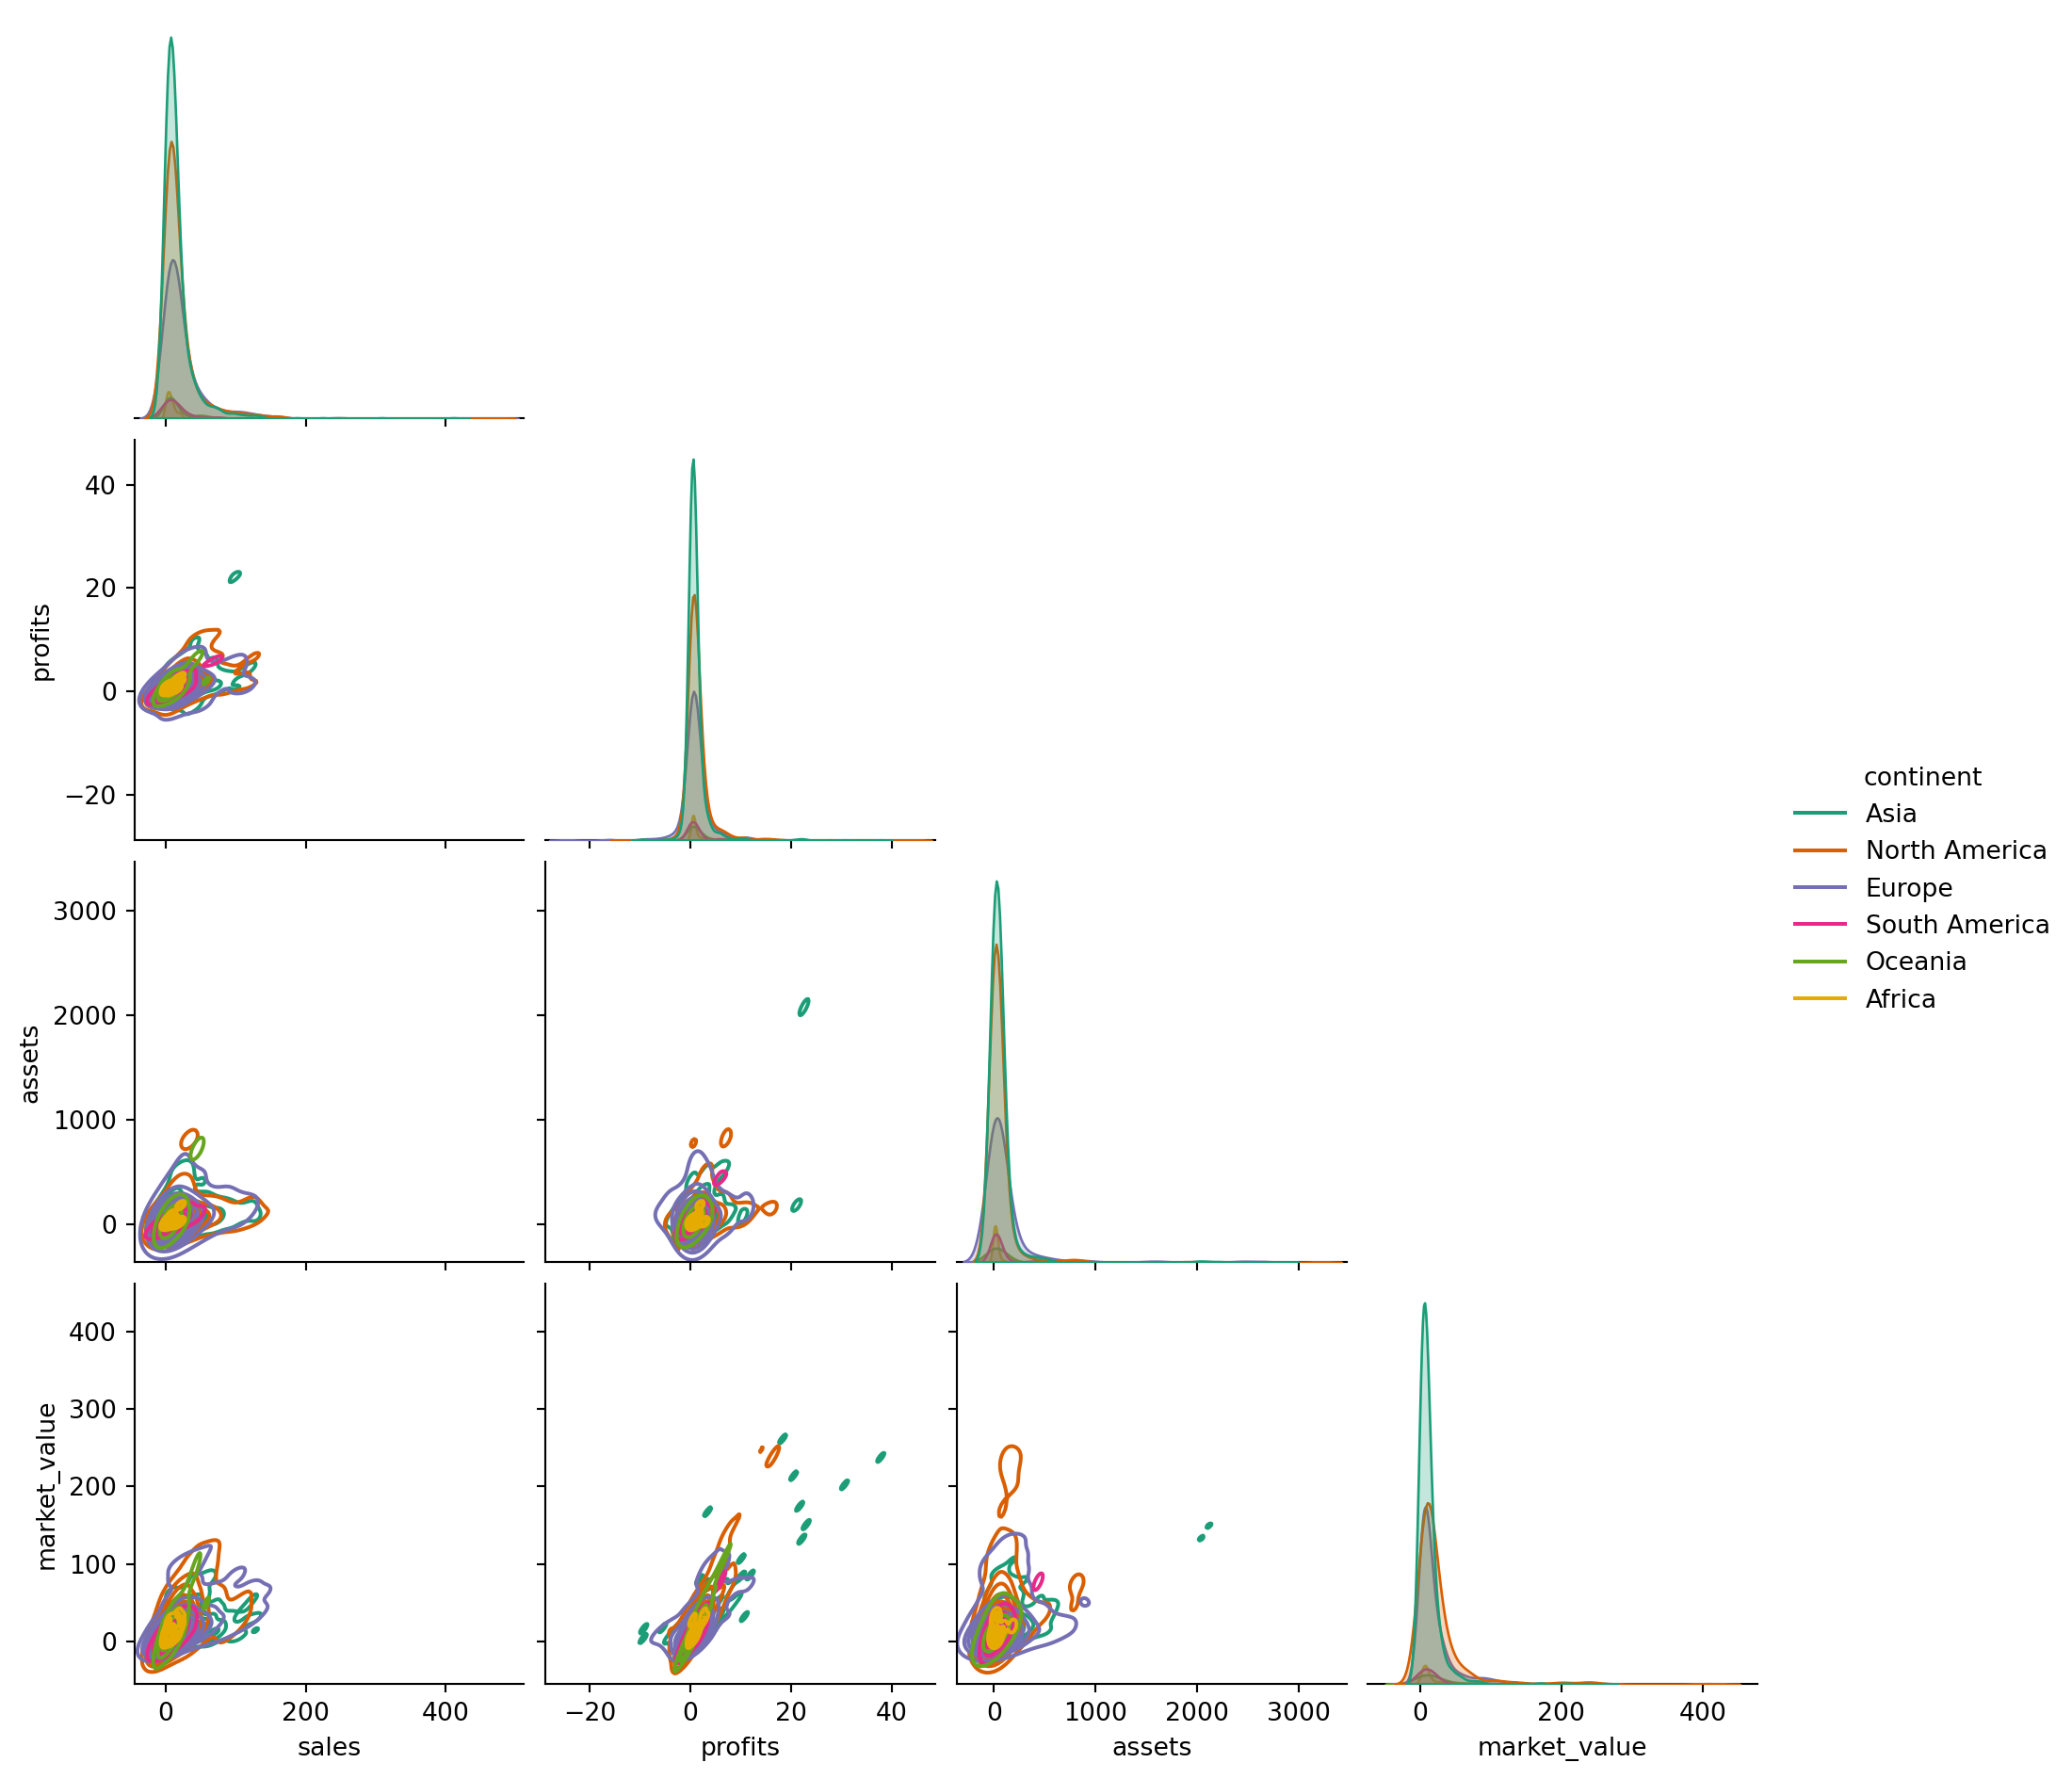 40
20
0
−20
profits
continent
Asia
North America
Europe
South America
Oceania
Africa
3000
2000
1000
0
assets
400
300
200
100
0
market_value
0 200 400
−20 0 20 40
0 1000 2000 3000
0 200 400
sales
profits
assets
market_value